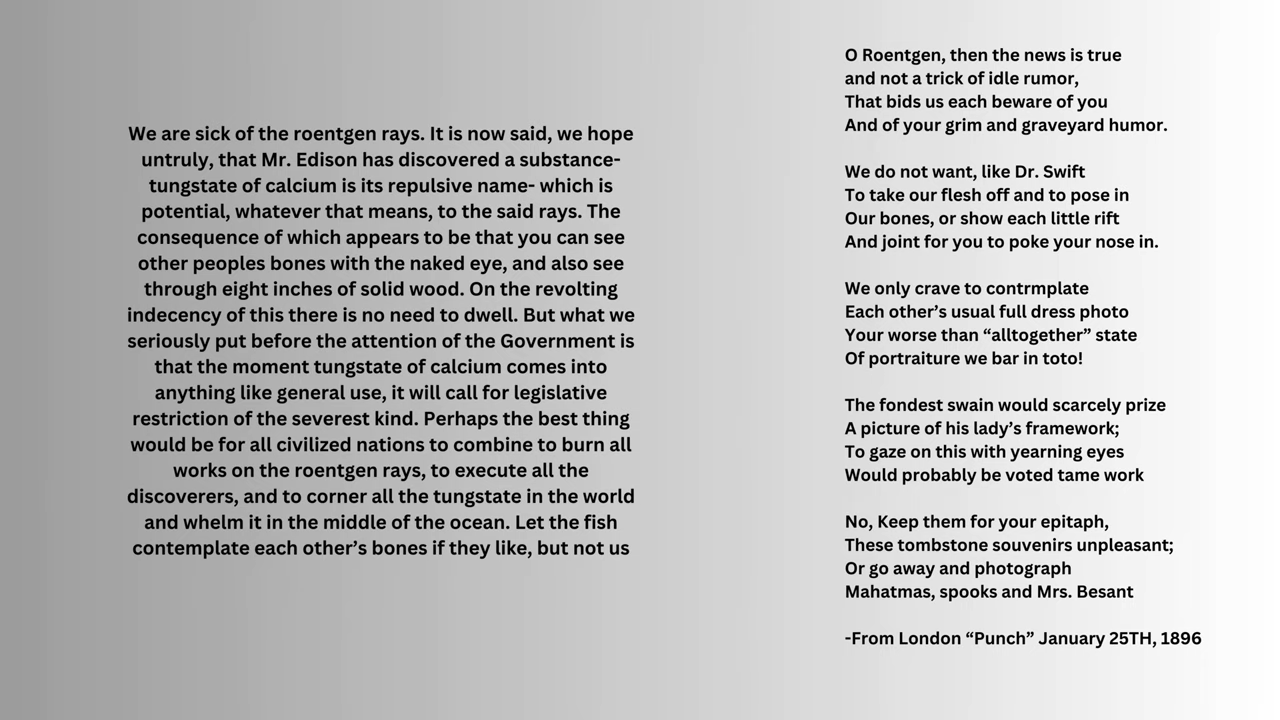 We are sick of the roentgen rays. It is now said, we hope
untruly, that Mr. Edison has discovered a substance-
tungstate of calcium is its repulsive name- which is
potential, whatever that means, to the said rays. The
consequence of which appears to be that you can see
other peoples bones with the naked eye, and also see
through eight inches of solid wood. On the revolting
indecency of this there is no need to dwell. But what we
seriously put before the attention of the Government is
that the moment tungstate of calcium comes into
anything like general use, it will call for legislative
restriction of the severest kind. Perhaps the best thing
would be for all civilized nations to combine to burn all
works on the roentgen rays, to execute all the
discoverers, and to corner all the tungstate in the world
and whelm it in the middle of the ocean. Let the fish
contemplate each other’s bones if they like, but not us
O Roentgen, then the news is true
and not a trick of idle rumor,
That bids us each beware of you
And of your grim and graveyard humor.
We do not want, like Dr. Swift
To take our flesh off and to pose in
Our bones, or show each little rift
And joint for you to poke your nose in.
We only crave to contrmplate
Each other’s usual full dress photo
Your worse than “alltogether” state
Of portraiture we bar in toto!
The fondest swain would scarcely prize
A picture of his lady’s framework;
To gaze on this with yearning eyes
Would probably be voted tame work
No, Keep them for your epitaph,
These tombstone souvenirs unpleasant;
Or go away and photograph
Mahatmas, spooks and Mrs. Besant
-From London “Punch” January 25TH, 1896